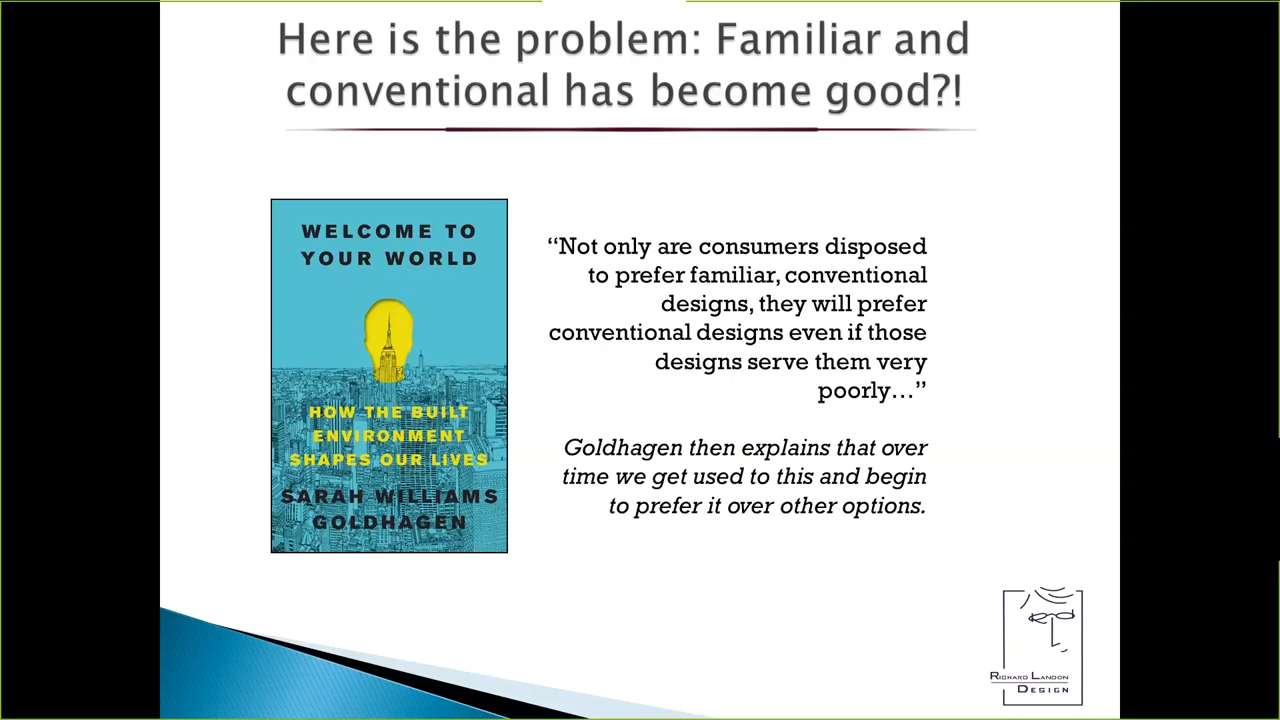 Here is the problem: Familiar and
conventional has become good?!
WELCOME TO
YOUR WORLD
HOW THE BUILT
ENVIRONMENT
SHAPES OUR LIVES
SARAH WILLIAMS
GOLDHAGEN
“Not only are consumers disposed
to prefer familiar, conventional
designs, they will prefer
conventional designs even if those
designs serve them very
poorly…”
Goldhagen then explains that over
time we get used to this and begin
to prefer it over other options.
RICHARD LANDON
DESIGN